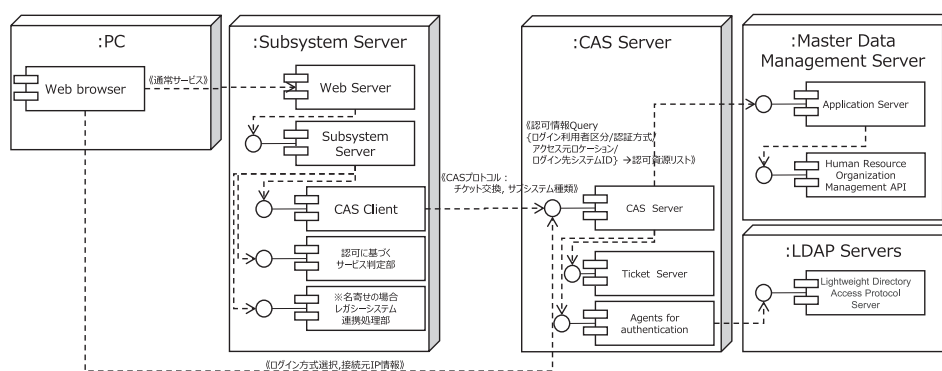 :PC
Web browser
《通常サービス》
:Subsystem Server
Web Server
Subsystem
Server
CAS Client
認可に基づく
サービス判定部
※名寄せの場合
レガシーシステム
連携処理部
《CASプロトコル：
チケット交換, サブシステム種類》
《ログイン方式選択,接続元IP情報》
:CAS Server
《認可情報Query
{ログイン利用者区分/認証方式/
アクセス元ロケーション/
ログイン先システムID} →認可資源リスト》
CAS Server
Ticket Server
Agents for
authentication
:Master Data
Management Server
Application Server
Human Resource
Organization
Management API
:LDAP Servers
Lightweight Directory
Access Protocol
Server